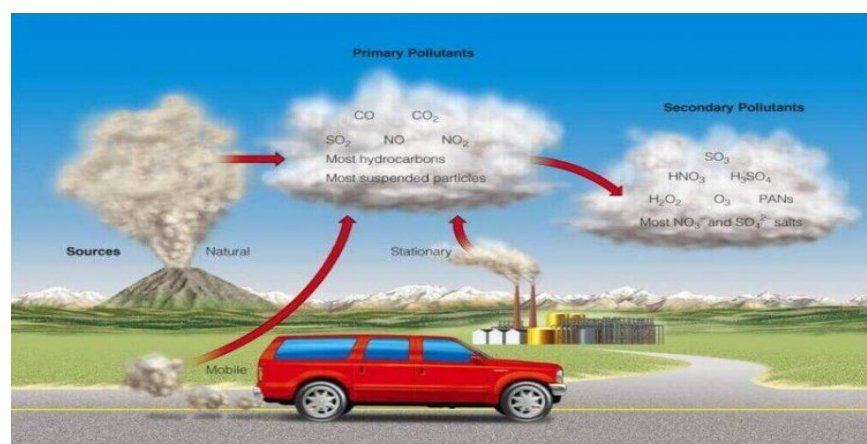 Primary Pollutants
CO CO₂
SO₂ NO NO₂
Most hydrocarbons
Most suspended particles
Secondary Pollutants
SO₃
HNO₃ H₃SO₄
H₂O₂ O₃ PANs
Most NO₃⁻ and SO₄²⁻ salts
Sources Natural
Stationary
Mobile